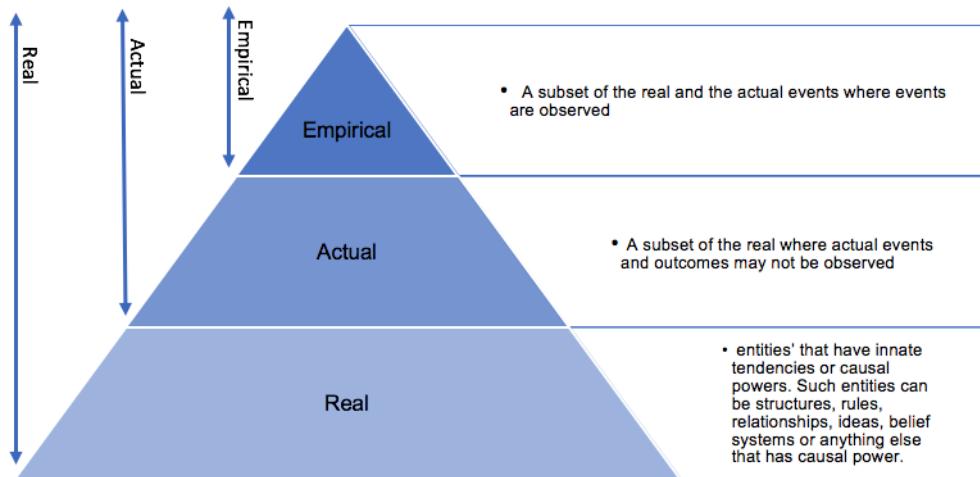 Real
Actual
Empirical
Empirical
• A subset of the real and the actual events where events
are observed
Actual
• A subset of the real where actual events
and outcomes may not be observed
Real
• entities' that have innate
tendencies or causal
powers. Such entities can
be structures, rules,
relationships, ideas, belief
systems or anything else
that has causal power.